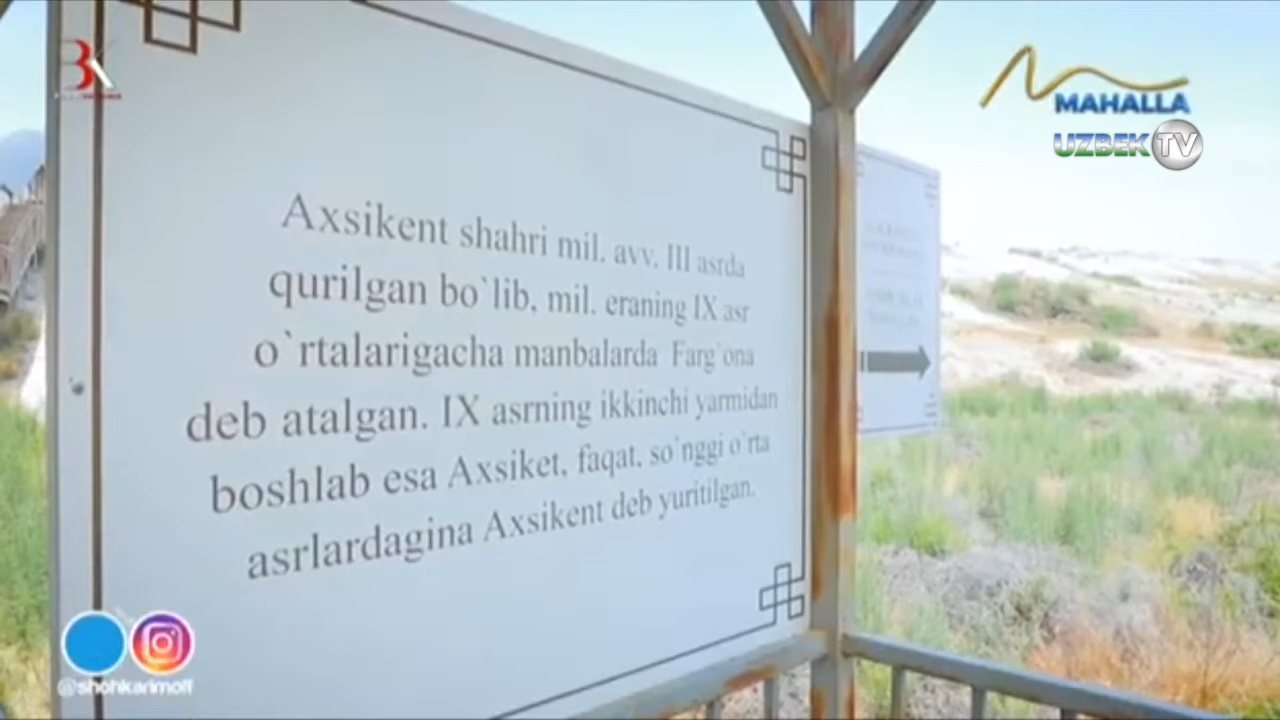 BK
MAHALLA
UZBEK TV
Axsikent shahri mil. avv. III asrda
qurilgan bo`lib, mil. eraning IX asr
o`rtalarigacha manbalarda Farg`ona
deb atalgan. IX asrning ikkinchi yarmidan
boshlab esa Axsiket, faqat, so`nggi o`rta
asrlardagina Axsikent deb yuritilgan.
@shohkarimoff